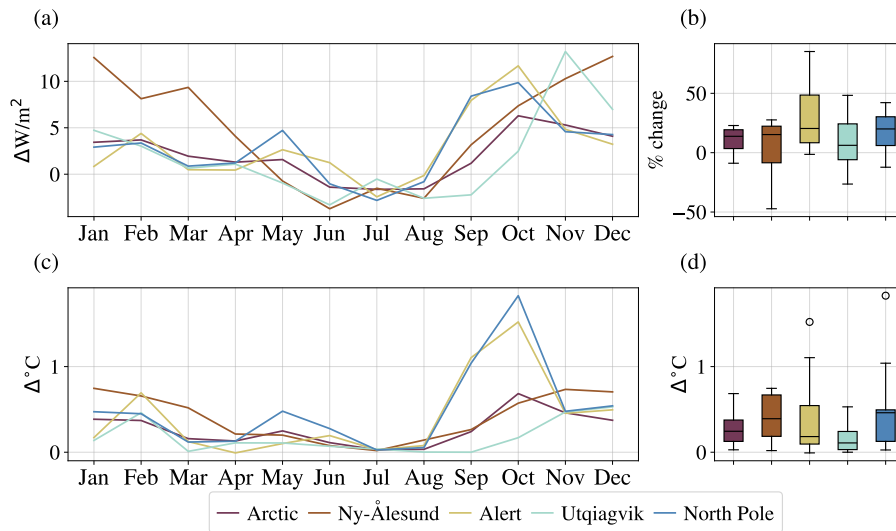 (a)
ΔW/m²
10
5
0
Jan Feb Mar Apr May Jun Jul Aug Sep Oct Nov Dec
(b)
% change
50
0
−50
(c)
Δ°C
1
0
Jan Feb Mar Apr May Jun Jul Aug Sep Oct Nov Dec
(d)
Δ°C
1
0
Arctic Ny-Ålesund Alert Utqiagvik North Pole